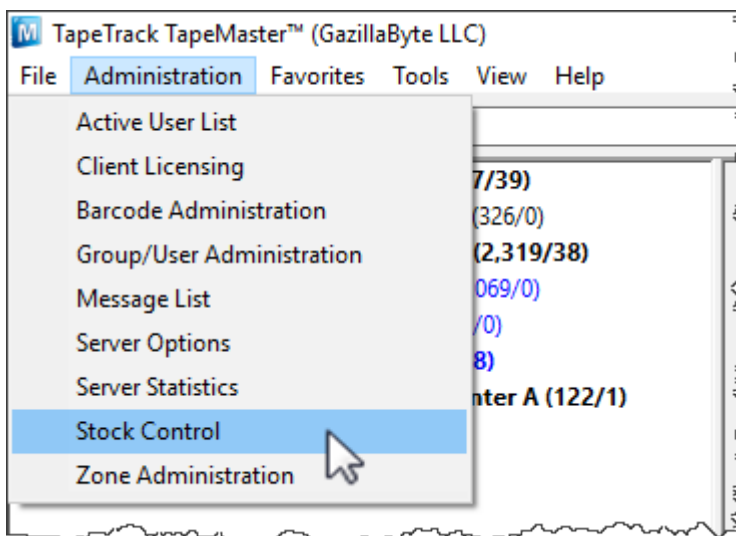 M TapeTrack TapeMaster™ (GazillaByte LLC)
File Administration Favorites Tools View Help
Active User List
Client Licensing
7/39)
Barcode Administration
(326/0)
Group/User Administration
(2,319/38)
Message List
069/0)
Server Options
/0)
Server Statistics
8)
Stock Control
nter A (122/1)
Zone Administration